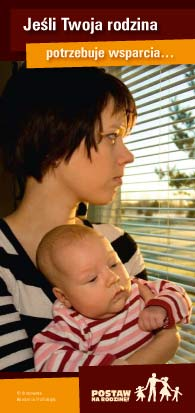 Jeśli Twoja rodzina
potrzebuje wsparcia...
POSTAW
NA RODZINĘ!